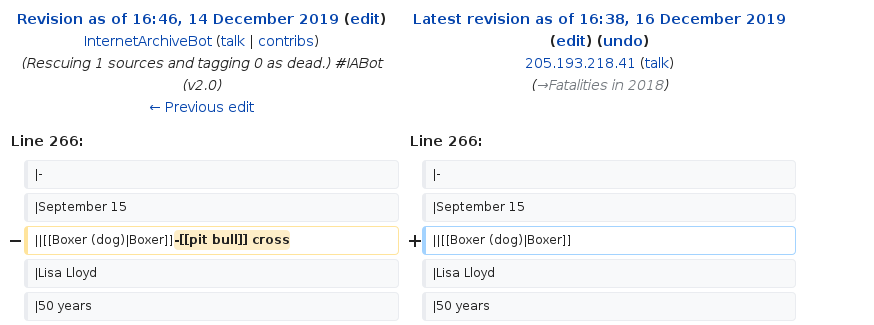 Revision as of 16:46, 14 December 2019 (edit)
InternetArchiveBot (talk | contribs)
(Rescuing 1 sources and tagging 0 as dead.) #IABot
(v2.0)
← Previous edit
Latest revision as of 16:38, 16 December 2019
(edit) (undo)
205.193.218.41 (talk)
(→Fatalities in 2018)
Line 266:
Line 266:
|-
|-
|September 15
|September 15
− ||[[Boxer (dog)|Boxer]]-[[pit bull]] cross
+ ||[[Boxer (dog)|Boxer]]
|Lisa Lloyd
|Lisa Lloyd
|50 years
|50 years